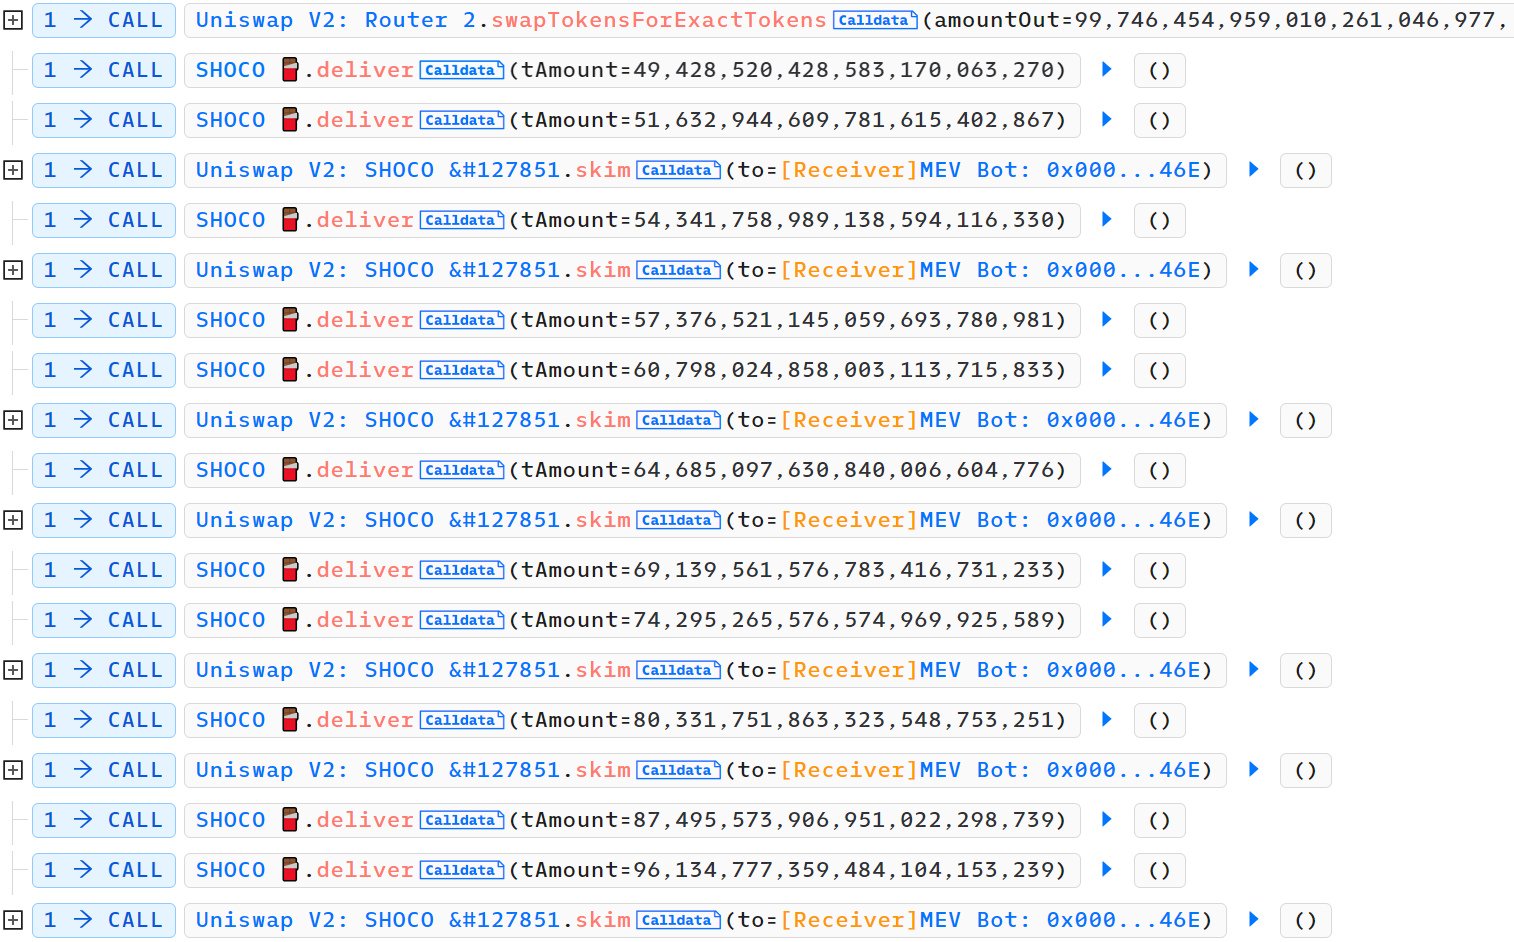 1 → CALL Uniswap V2: Router 2.swapTokensForExactTokens Calldata (amountOut=99,746,454,959,010,261,046,977,
1 → CALL SHOCO 🍫.deliver Calldata (tAmount=49,428,520,428,583,170,063,270) ()
1 → CALL SHOCO 🍫.deliver Calldata (tAmount=51,632,944,609,781,615,402,867) ()
1 → CALL Uniswap V2: SHOCO &#127851.skim Calldata (to=[Receiver]MEV Bot: 0x000...46E) ()
1 → CALL SHOCO 🍫.deliver Calldata (tAmount=54,341,758,989,138,594,116,330) ()
1 → CALL Uniswap V2: SHOCO &#127851.skim Calldata (to=[Receiver]MEV Bot: 0x000...46E) ()
1 → CALL SHOCO 🍫.deliver Calldata (tAmount=57,376,521,145,059,693,780,981) ()
1 → CALL SHOCO 🍫.deliver Calldata (tAmount=60,798,024,858,003,113,715,833) ()
1 → CALL Uniswap V2: SHOCO &#127851.skim Calldata (to=[Receiver]MEV Bot: 0x000...46E) ()
1 → CALL SHOCO 🍫.deliver Calldata (tAmount=64,685,097,630,840,006,604,776) ()
1 → CALL Uniswap V2: SHOCO &#127851.skim Calldata (to=[Receiver]MEV Bot: 0x000...46E) ()
1 → CALL SHOCO 🍫.deliver Calldata (tAmount=69,139,561,576,783,416,731,233) ()
1 → CALL SHOCO 🍫.deliver Calldata (tAmount=74,295,265,576,574,969,925,589) ()
1 → CALL Uniswap V2: SHOCO &#127851.skim Calldata (to=[Receiver]MEV Bot: 0x000...46E) ()
1 → CALL SHOCO 🍫.deliver Calldata (tAmount=80,331,751,863,323,548,753,251) ()
1 → CALL Uniswap V2: SHOCO &#127851.skim Calldata (to=[Receiver]MEV Bot: 0x000...46E) ()
1 → CALL SHOCO 🍫.deliver Calldata (tAmount=87,495,573,906,951,022,298,739) ()
1 → CALL SHOCO 🍫.deliver Calldata (tAmount=96,134,777,359,484,104,153,239) ()
1 → CALL Uniswap V2: SHOCO &#127851.skim Calldata (to=[Receiver]MEV Bot: 0x000...46E) ()